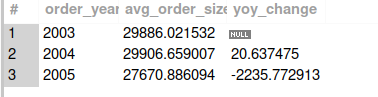 # order_year avg_order_size yoy_change
1 2003 29886.021532 NULL
2 2004 29906.659007 20.637475
3 2005 27670.886094 -2235.772913